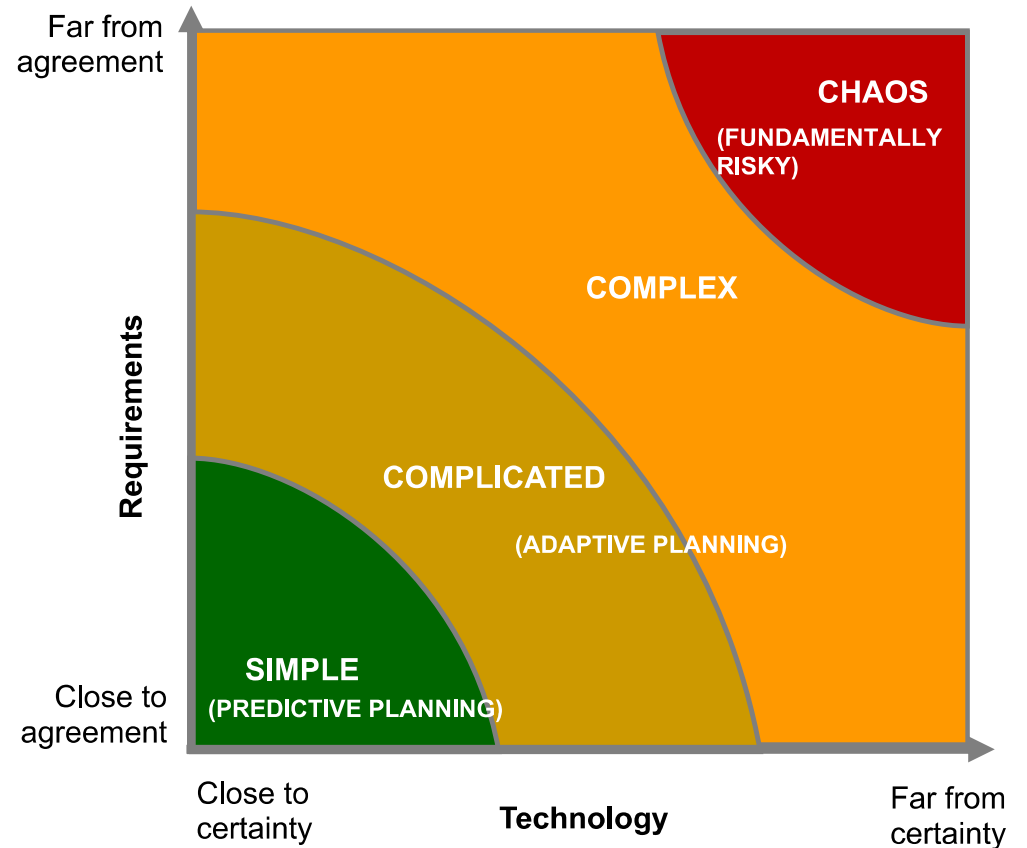 Far from
agreement
CHAOS
(FUNDAMENTALLY
RISKY)
COMPLEX
Requirements
COMPLICATED
(ADAPTIVE PLANNING)
SIMPLE
(PREDICTIVE PLANNING)
Close to
agreement
Close to
certainty
Technology
Far from
certainty